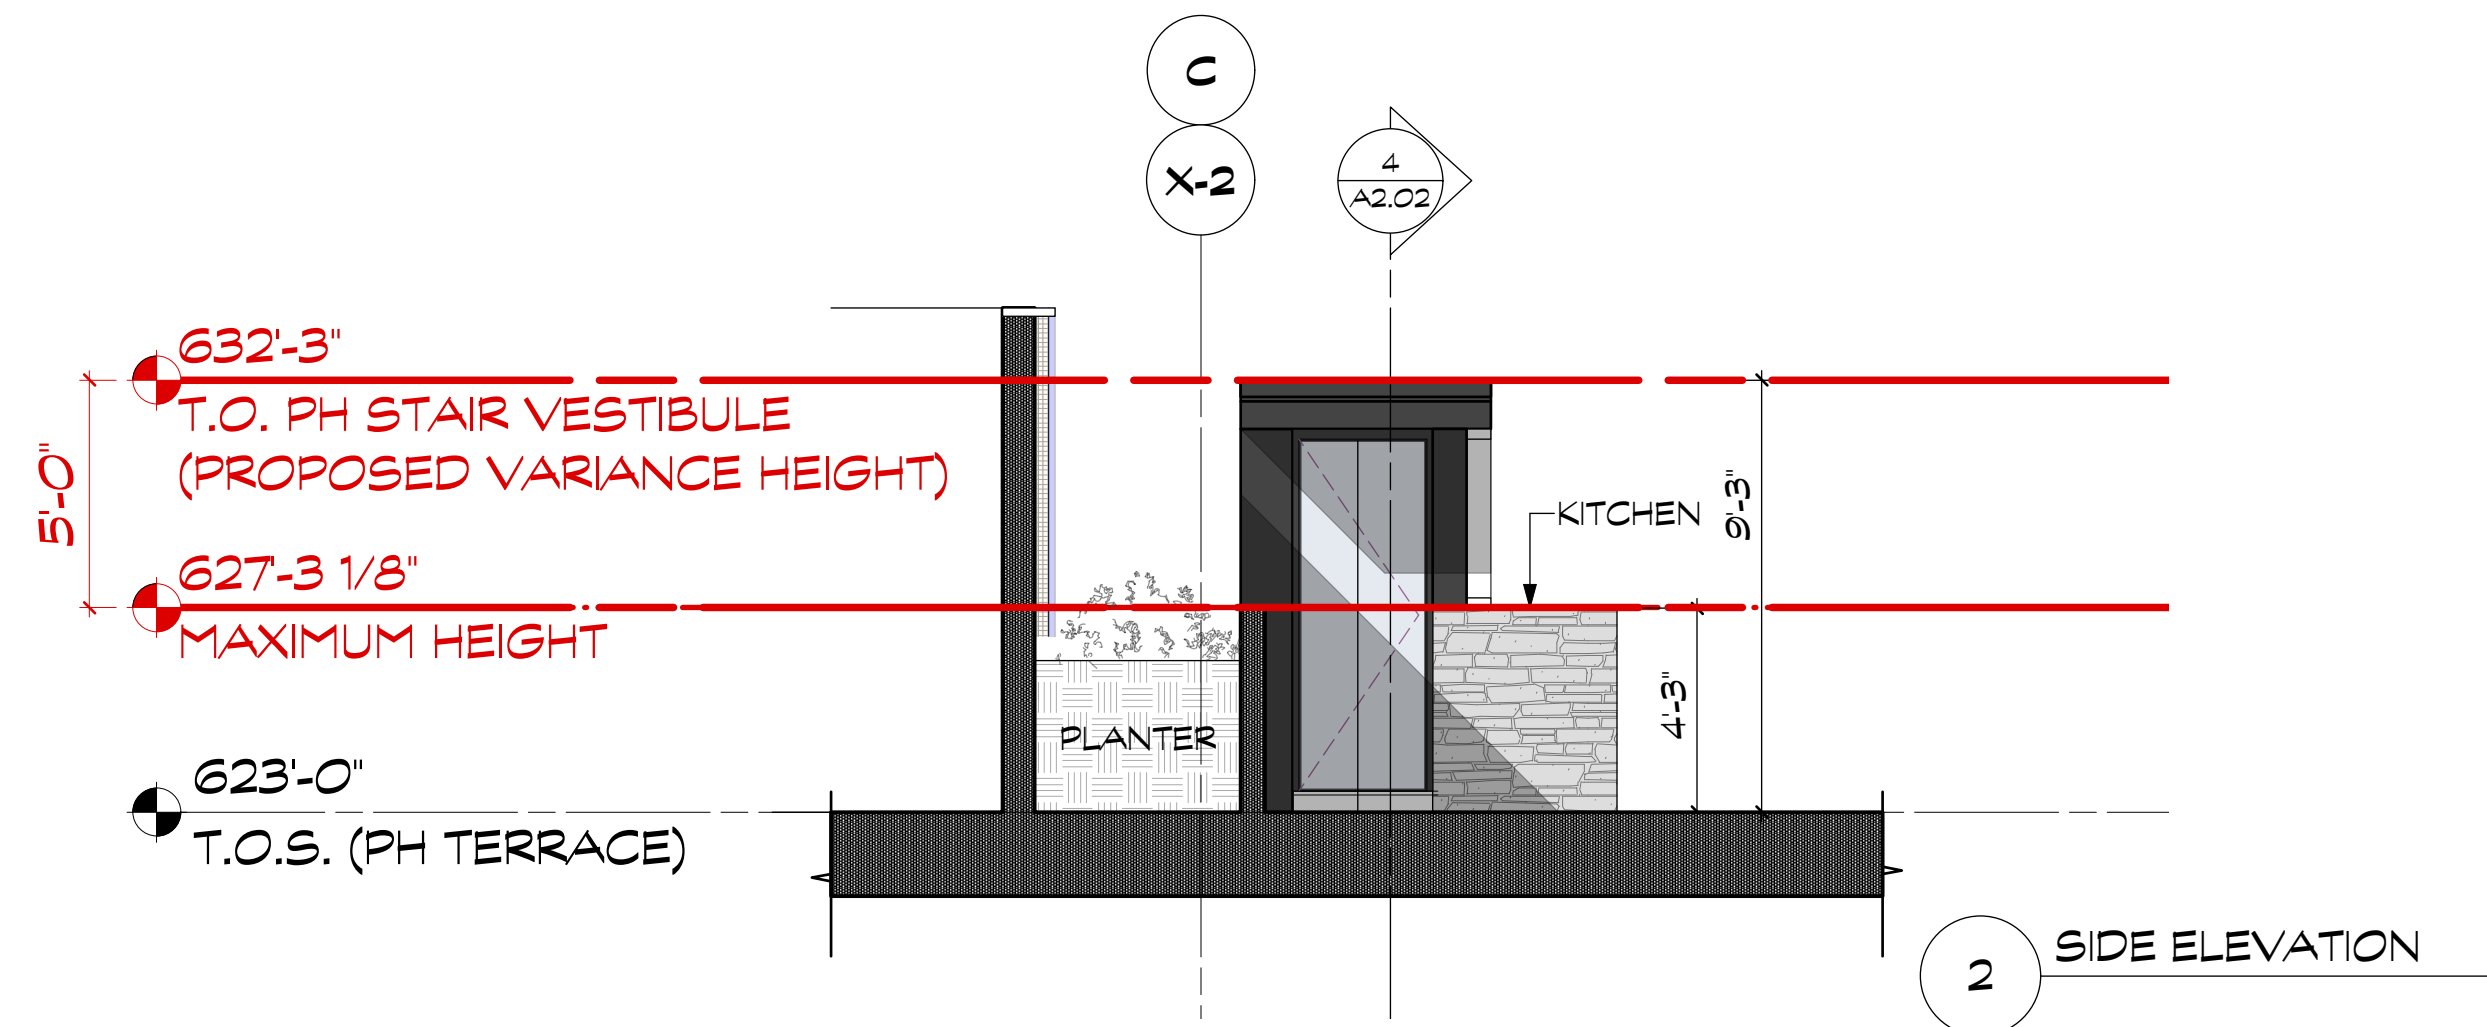 C
X-2
4
A2.02
632'-3"
T.O. PH STAIR VESTIBULE
(PROPOSED VARIANCE HEIGHT)
5'-0"
9'-3"
KITCHEN
627'-3 1/8"
MAXIMUM HEIGHT
4'-3"
PLANTER
623'-0"
T.O.S. (PH TERRACE)
2
SIDE ELEVATION